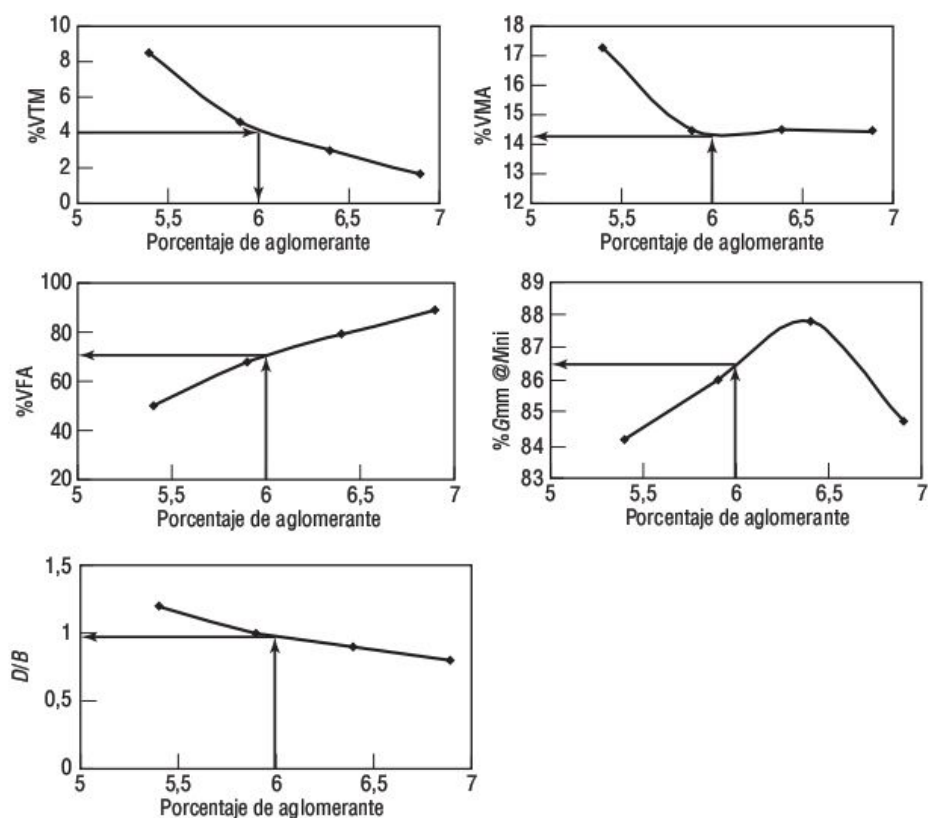 10
8
6
4
2
0
%VTM
5 5,5 6 6,5 7
Porcentaje de aglomerante
18
17
16
15
14
13
12
%VMA
5 5,5 6 6,5 7
Porcentaje de aglomerante
100
80
60
40
20
%VFA
5 5,5 6 6,5 7
Porcentaje de aglomerante
89
88
87
86
85
84
83
%Gmm @Nini
5 5,5 6 6,5 7
Porcentaje de aglomerante
1,5
1
0,5
0
D/B
5 5,5 6 6,5 7
Porcentaje de aglomerante